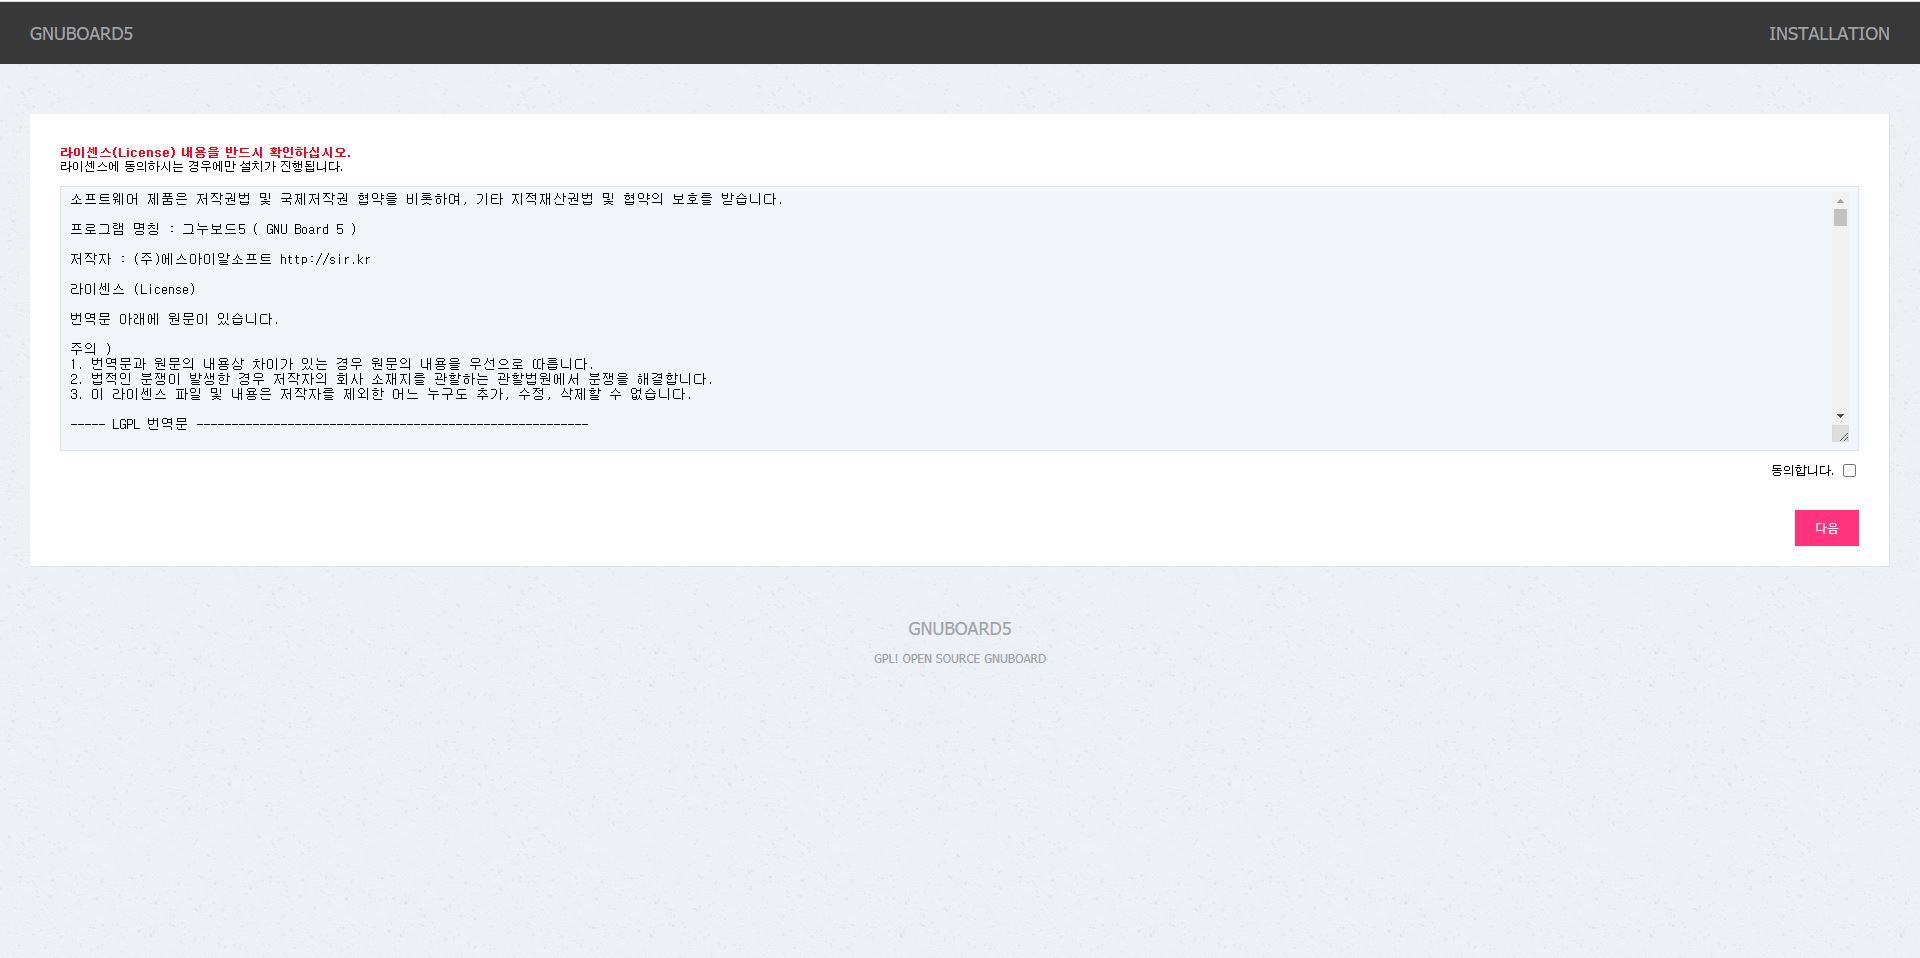 GNUBOARD5
INSTALLATION
라이센스(License) 내용을 반드시 확인하십시오.
라이센스에 동의하시는 경우에만 설치가 진행됩니다.
소프트웨어 제품은 저작권법 및 국제저작권 협약을 비롯하여, 기타 지적재산권법 및 협약의 보호를 받습니다.
프로그램 명칭 : 그누보드5 ( GNU Board 5 )
저작자 : (주)에스아이알소프트 http://sir.kr
라이센스 (License)
번역문 아래에 원문이 있습니다.
주의 )
1. 번역문과 원문의 내용상 차이가 있는 경우 원문의 내용을 우선으로 따릅니다.
2. 법적인 분쟁이 발생한 경우 저작자의 회사 소재지를 관할하는 관할법원에서 분쟁을 해결합니다.
3. 이 라이센스 파일 및 내용은 저작자를 제외한 어느 누구도 추가, 수정, 삭제할 수 없습니다.
----- LGPL 번역문 --------------------------------------------------------
동의합니다.
다음
GNUBOARD5
GPL! OPEN SOURCE GNUBOARD